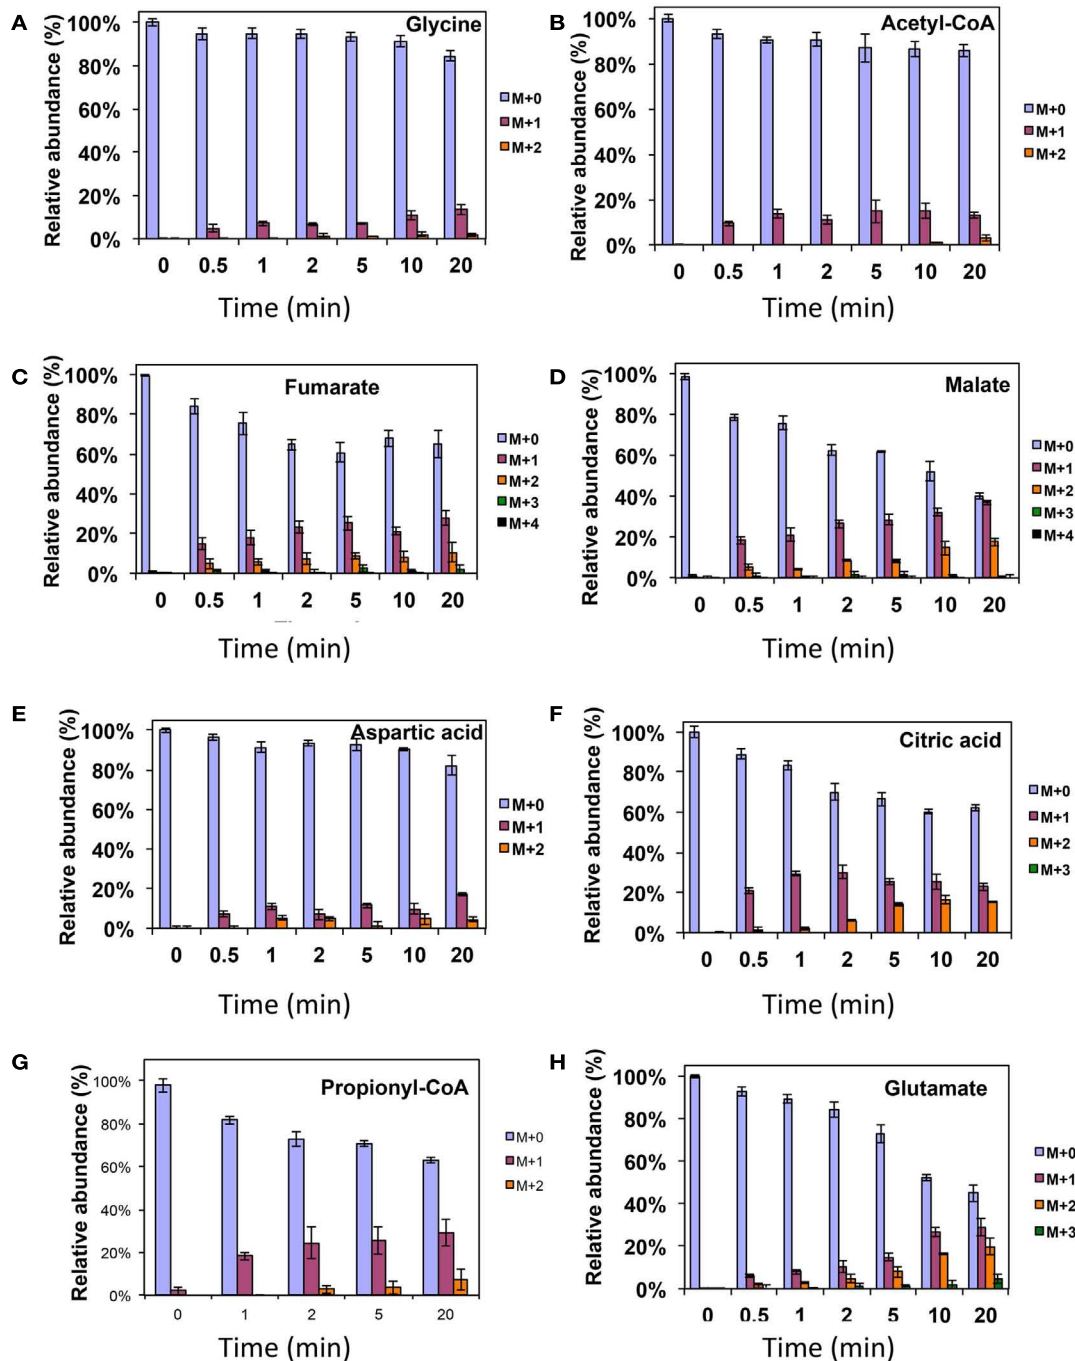 A
Glycine
Relative abundance (%)
100%
80%
60%
40%
20%
0%
0 0.5 1 2 5 10 20
Time (min)
M+0
M+1
M+2
B
Acetyl-CoA
Relative abundance (%)
100%
80%
60%
40%
20%
0%
0 0.5 1 2 5 10 20
Time (min)
M+0
M+1
M+2
C
Fumarate
Relative abundance (%)
100%
80%
60%
40%
20%
0%
0 0.5 1 2 5 10 20
Time (min)
M+0
M+1
M+2
M+3
M+4
D
Malate
Relative abundance (%)
100%
80%
60%
40%
20%
0%
0 0.5 1 2 5 10 20
Time (min)
M+0
M+1
M+2
M+3
M+4
E
Aspartic acid
Relative abundance (%)
100%
80%
60%
40%
20%
0%
0 0.5 1 2 5 10 20
Time (min)
M+0
M+1
M+2
F
Citric acid
Relative abundance (%)
100%
80%
60%
40%
20%
0%
0 0.5 1 2 5 10 20
Time (min)
M+0
M+1
M+2
M+3
G
Propionyl-CoA
Relative abundance (%)
100%
80%
60%
40%
20%
0%
0 1 2 5 20
Time (min)
M+0
M+1
M+2
H
Glutamate
Relative abundance (%)
100%
80%
60%
40%
20%
0%
0 0.5 1 2 5 10 20
Time (min)
M+0
M+1
M+2
M+3